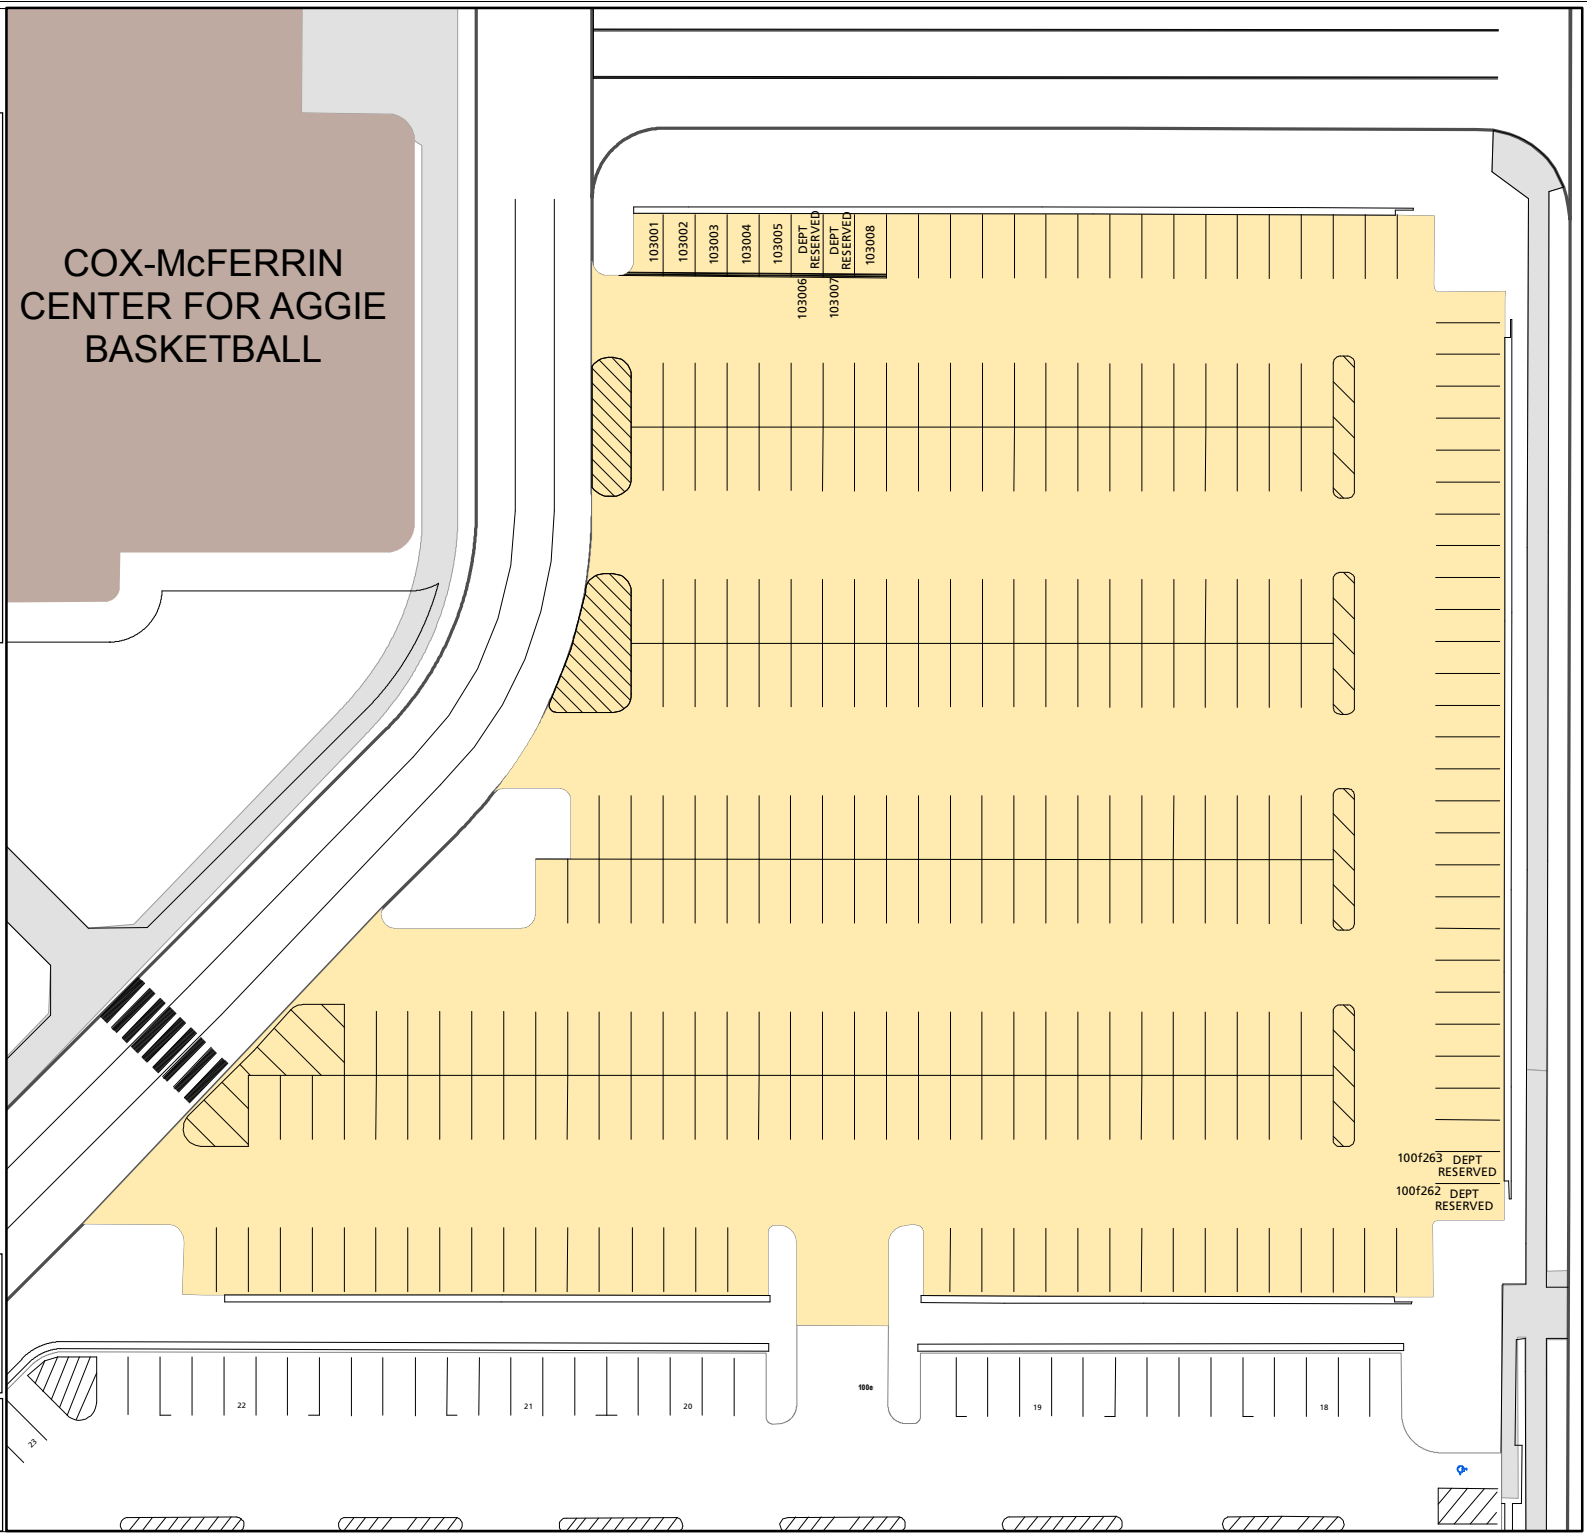 COX-McFERRIN
CENTER FOR AGGIE
BASKETBALL
103001
103002
103003
103004
103005
DEPT
RESERVED
DEPT
RESERVED
103008
103006
103007
100f263
DEPT
RESERVED
100f262
DEPT
RESERVED
100e
22
21
20
19
18
23